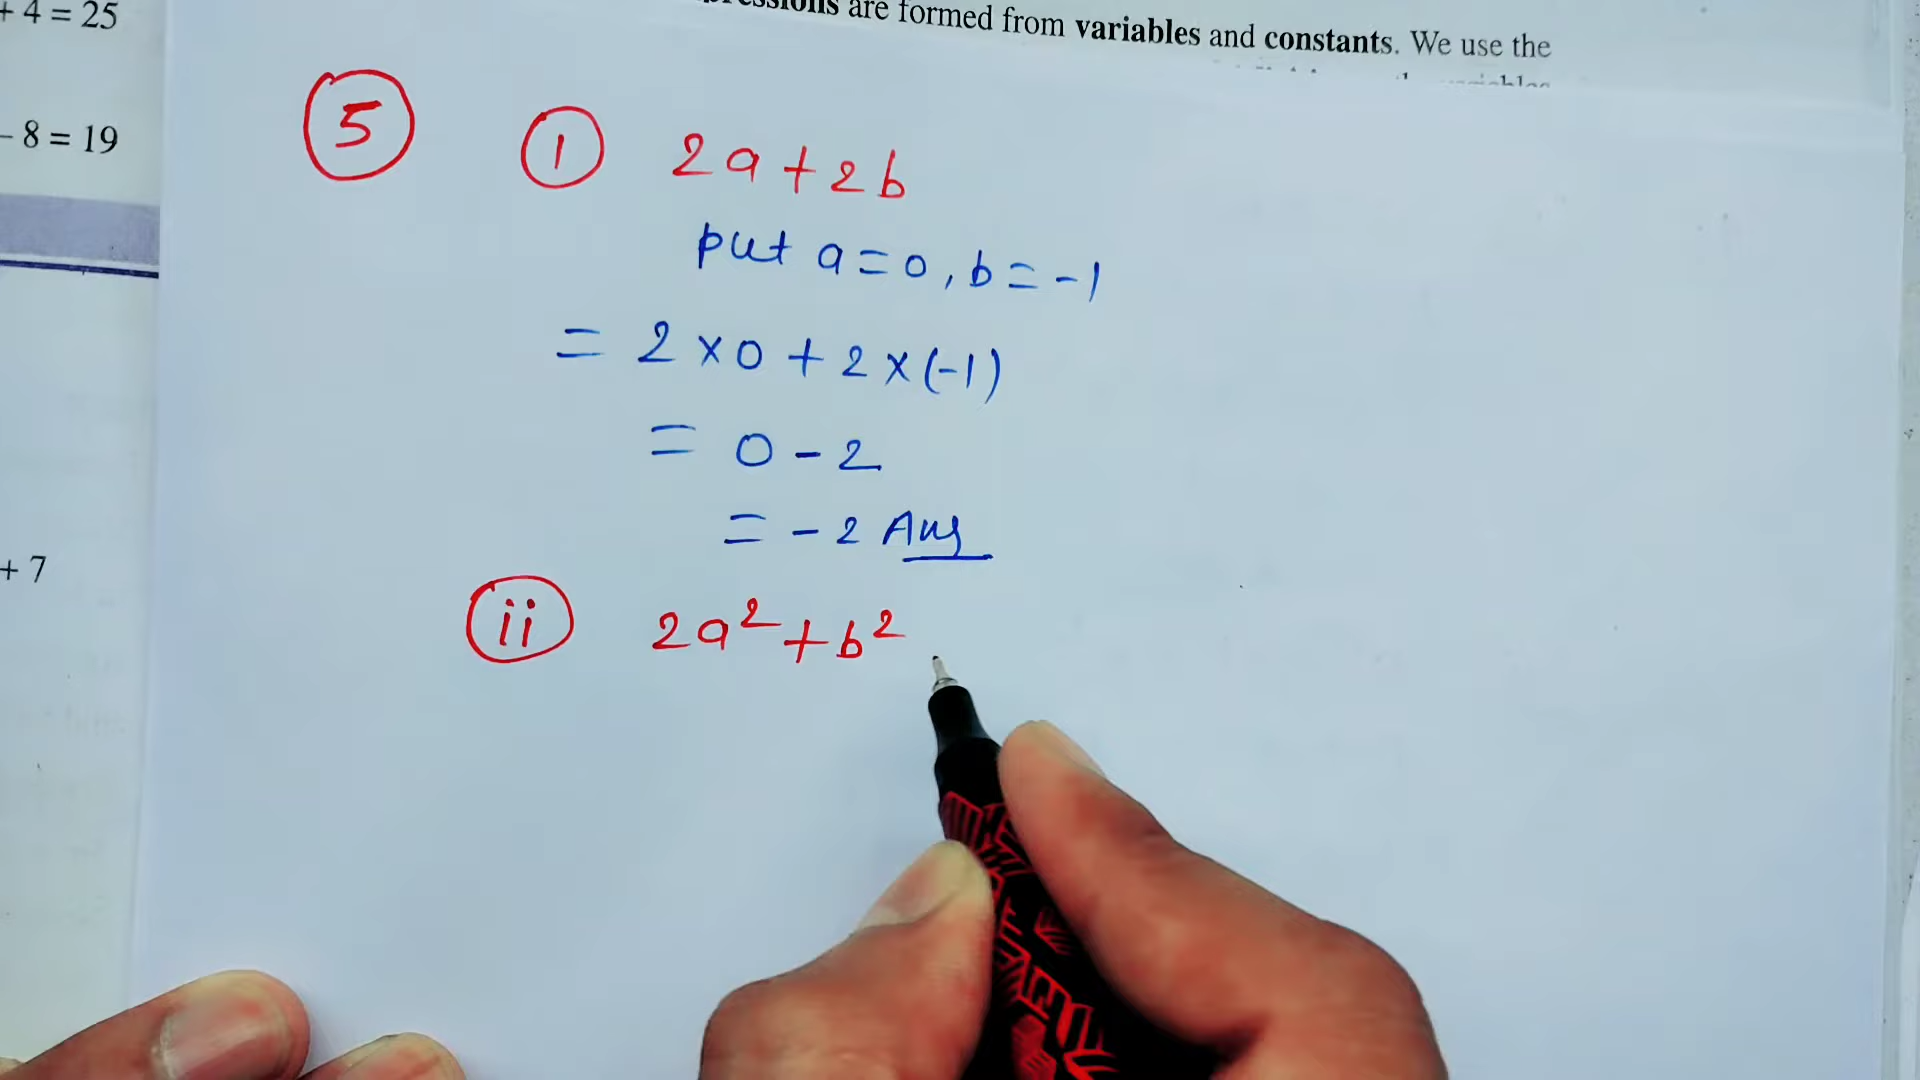 + 4 = 25
are formed from variables and constants. We use the
- 8 = 19
5 i 2a + 2b
put a = 0, b = -1
= 2 × 0 + 2 × (-1)
= 0 - 2
= -2 Ans
+ 7
ii 2a² + b²